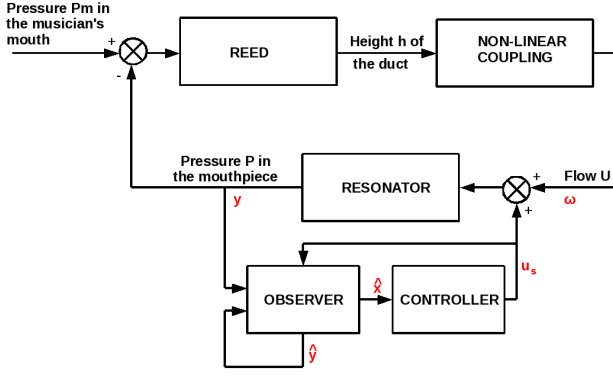 Pressure Pm in
the musician's
mouth
+
-
REED
Height h of
the duct
NON-LINEAR
COUPLING
Pressure P in
the mouthpiece
y
RESONATOR
+
+
Flow U
ω
OBSERVER
x̂
CONTROLLER
u_s
ŷ